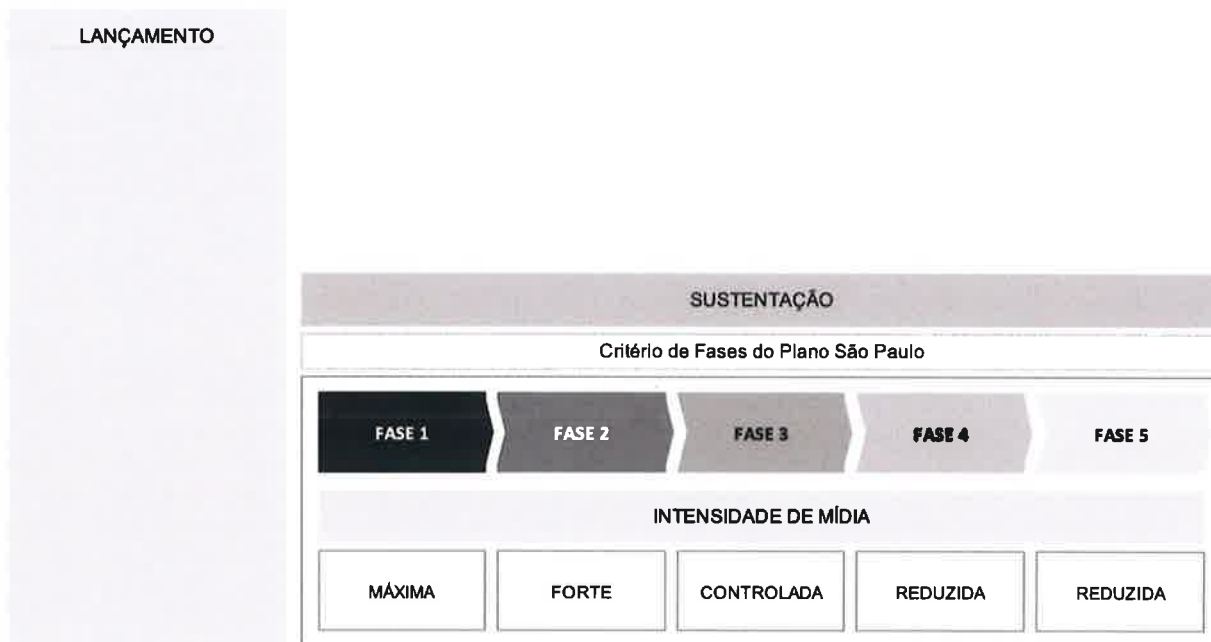 LANÇAMENTO
SUSTENTAÇÃO
Critério de Fases do Plano São Paulo
FASE 1 FASE 2 FASE 3 FASE 4 FASE 5
INTENSIDADE DE MÍDIA
MÁXIMA FORTE CONTROLADA REDUZIDA REDUZIDA